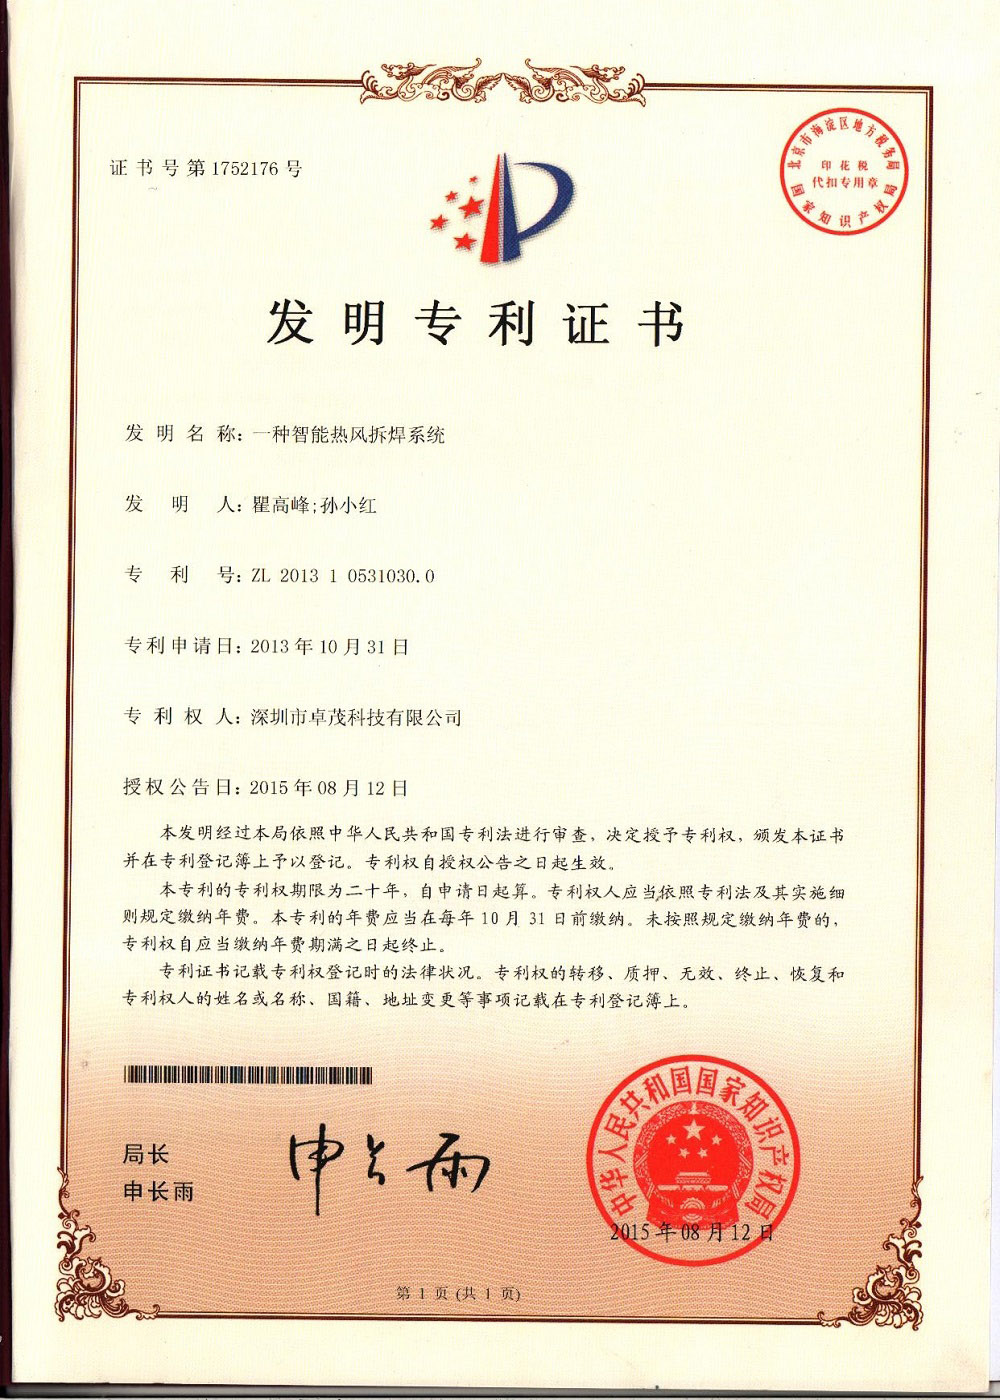 证书号第1752176号
北京市海淀区地方税务局
印花税
代扣专用章
国家知识产权局
发明专利证书
发明名称：一种智能热风拆焊系统
发明人：瞿高峰;孙小红
专利号：ZL 2013 1 0531030.0
专利申请日：2013年10月31日
专利权人：深圳市卓茂科技有限公司
授权公告日：2015年08月12日
本发明经过本局依照中华人民共和国专利法进行审查，决定授予专利权，颁发本证书
并在专利登记簿上予以登记。专利权自授权公告之日起生效。
本专利的专利权期限为二十年，自申请日起算。专利权人应当依照专利法及其实施细
则规定缴纳年费。本专利的年费应当在每年10月31日前缴纳。未按照规定缴纳年费的，
专利权自应当缴纳年费期满之日起终止。
专利证书记载专利权登记时的法律状况。专利权的转移、质押、无效、终止、恢复和
专利权人的姓名或名称、国籍、地址变更等事项记载在专利登记簿上。
局长
申长雨
申长雨
中华人民共和国国家知识产权局
2015年08月12日
第1页(共1页)